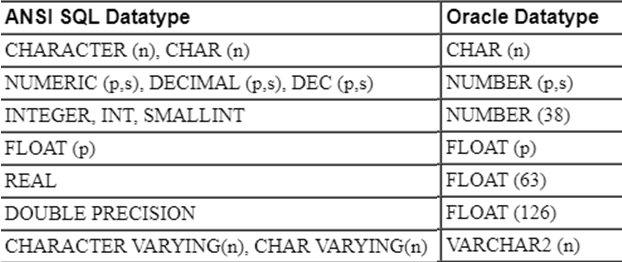 ANSI SQL Datatype Oracle Datatype
CHARACTER (n), CHAR (n) CHAR (n)
NUMERIC (p,s), DECIMAL (p,s), DEC (p,s) NUMBER (p,s)
INTEGER, INT, SMALLINT NUMBER (38)
FLOAT (p) FLOAT (p)
REAL FLOAT (63)
DOUBLE PRECISION FLOAT (126)
CHARACTER VARYING(n), CHAR VARYING(n) VARCHAR2 (n)